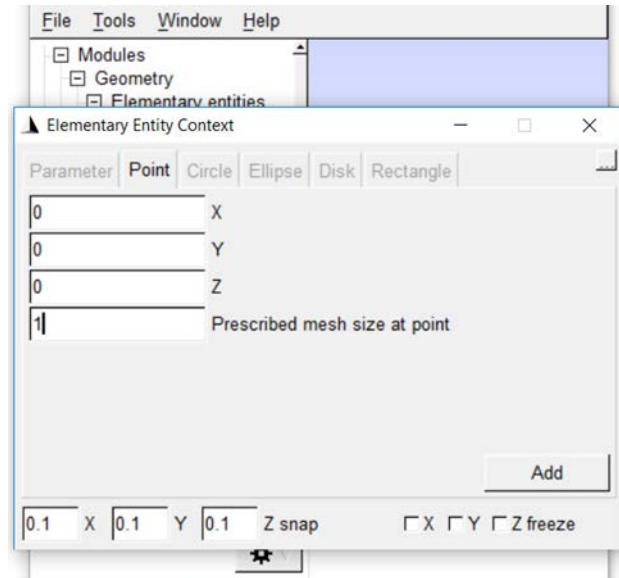 File Tools Window Help
Modules
Geometry
Elementary entities
Elementary Entity Context
Parameter Point Circle Ellipse Disk Rectangle ...
0 X
0 Y
0 Z
1 Prescribed mesh size at point
Add
0.1 X 0.1 Y 0.1 Z snap X Y Z freeze